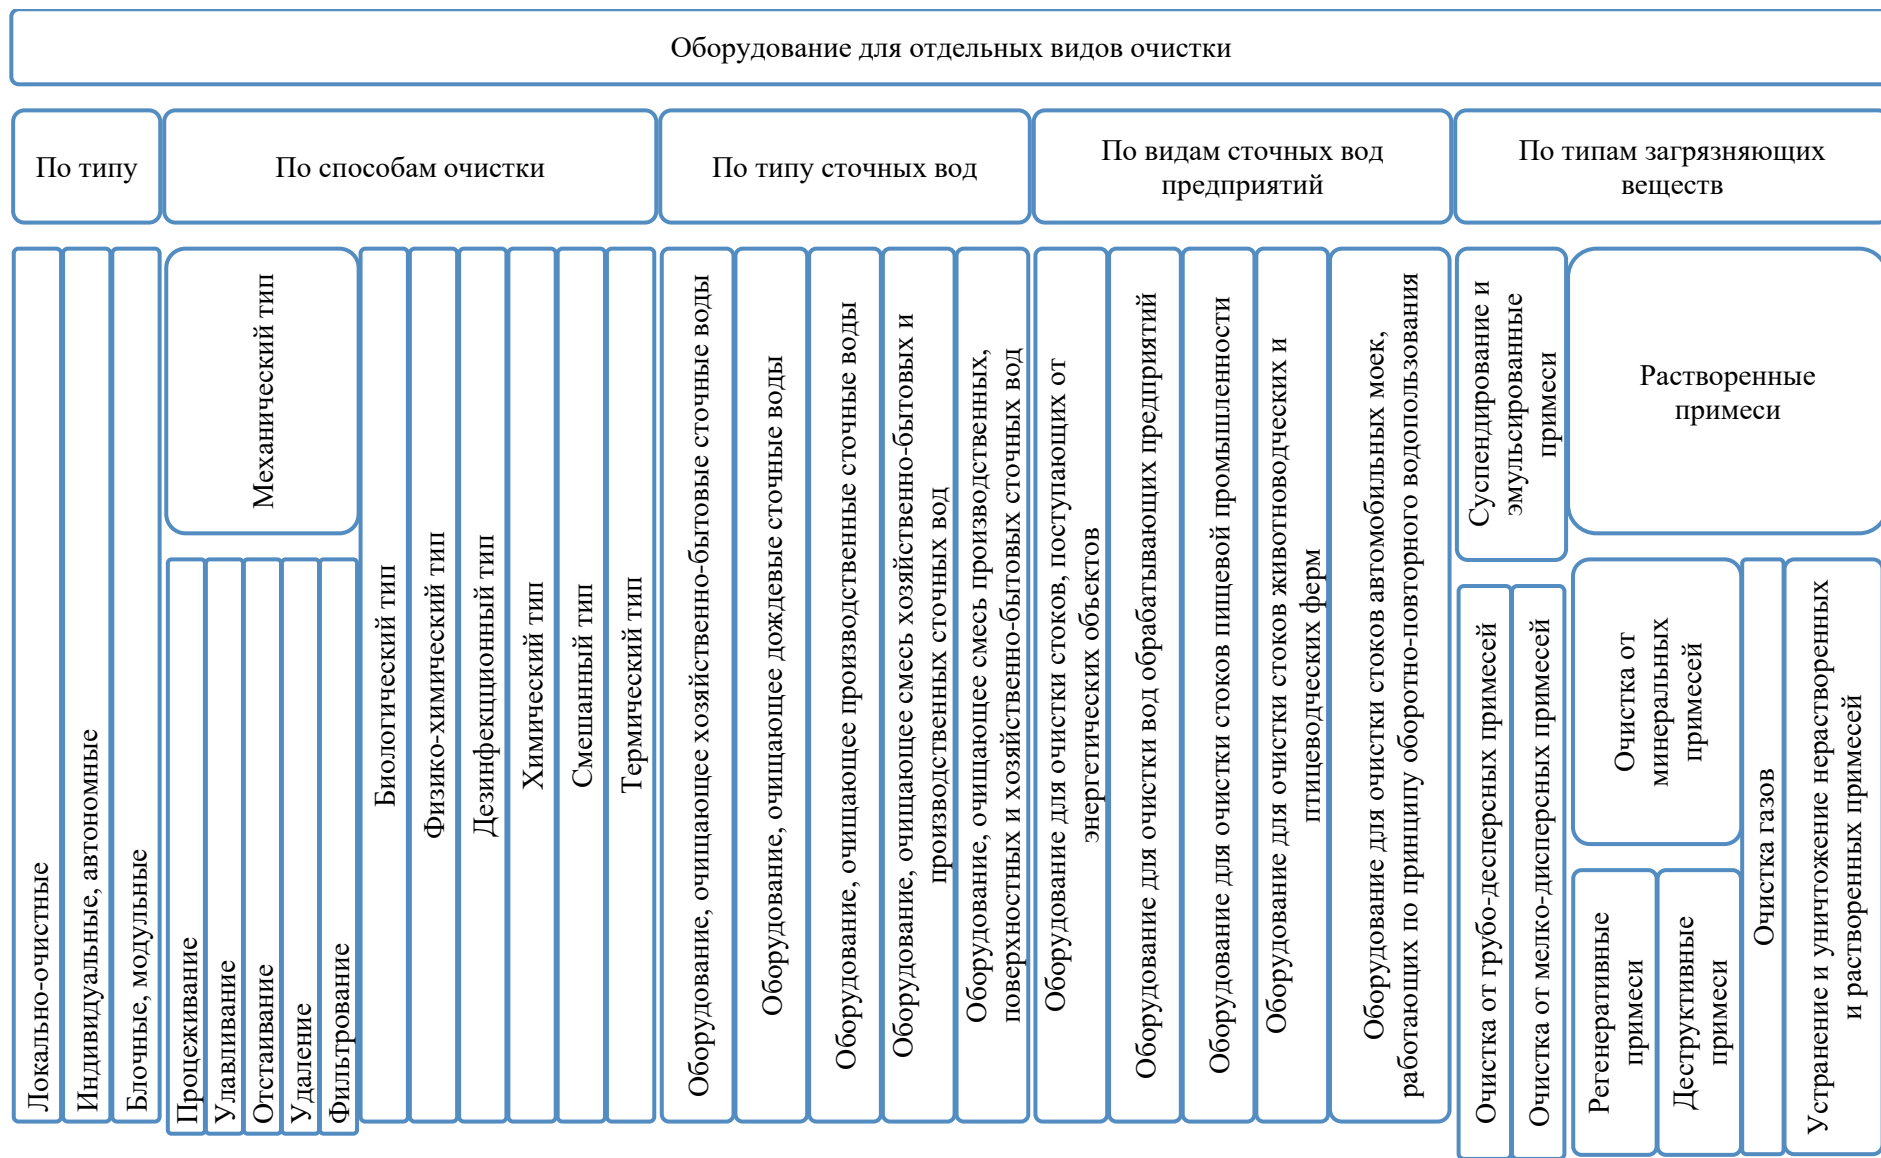 Оборудование для отдельных видов очистки
По типу
По способам очистки
По типу сточных вод
По видам сточных вод
предприятий
По типам загрязняющих
веществ
Локально-очистные
Индивидуальные, автономные
Блочные, модульные
Механический тип
Процеживание
Улавливание
Отстаивание
Удаление
Фильтрование
Биологический тип
Физико-химический тип
Дезинфекционный тип
Химический тип
Смешанный тип
Термический тип
Оборудование, очищающее хозяйственно-бытовые сточные воды
Оборудование, очищающее дождевые сточные воды
Оборудование, очищающее производственные сточные воды
Оборудование, очищающее смесь хозяйственно-бытовых и
производственных сточных вод
Оборудование, очищающее смесь производственных,
поверхностных и хозяйственно-бытовых сточных вод
Оборудование для очистки стоков, поступающих от
энергетических объектов
Оборудование для очистки вод обрабатывающих предприятий
Оборудование для очистки стоков пищевой промышленности
Оборудование для очистки стоков животноводческих и
птицеводческих ферм
Оборудование для очистки стоков автомобильных моек,
работающих по принципу оборотно-повторного водопользования
Суспендирование и
эмульсированные
примеси
Очистка от грубо-десперсных примесей
Очистка от мелко-дисперсных примесей
Растворенные
примеси
Очистка от
минеральных
примесей
Регенеративные
примеси
Деструктивные
примеси
Очистка газов
Устранение и уничтожение нерастворенных
и растворенных примесей